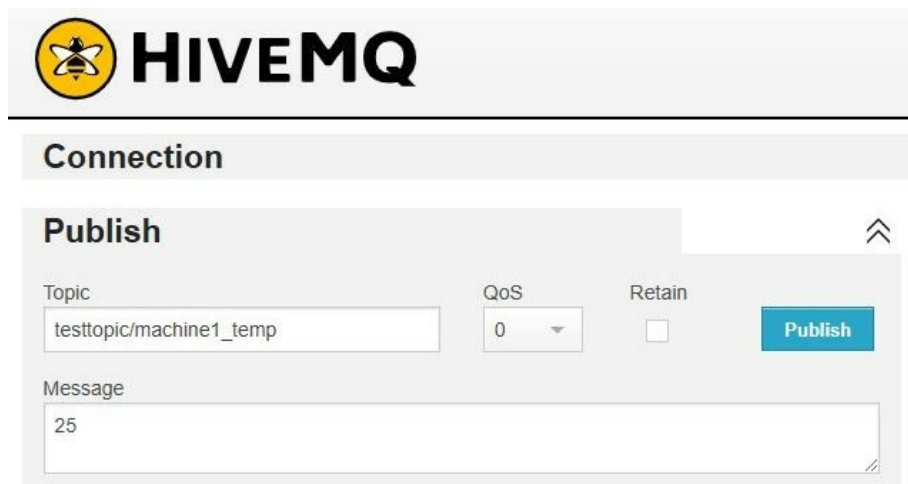 HIVEMQ
Connection
Publish
Topic QoS Retain
testtopic/machine1_temp 0 Publish
Message
25